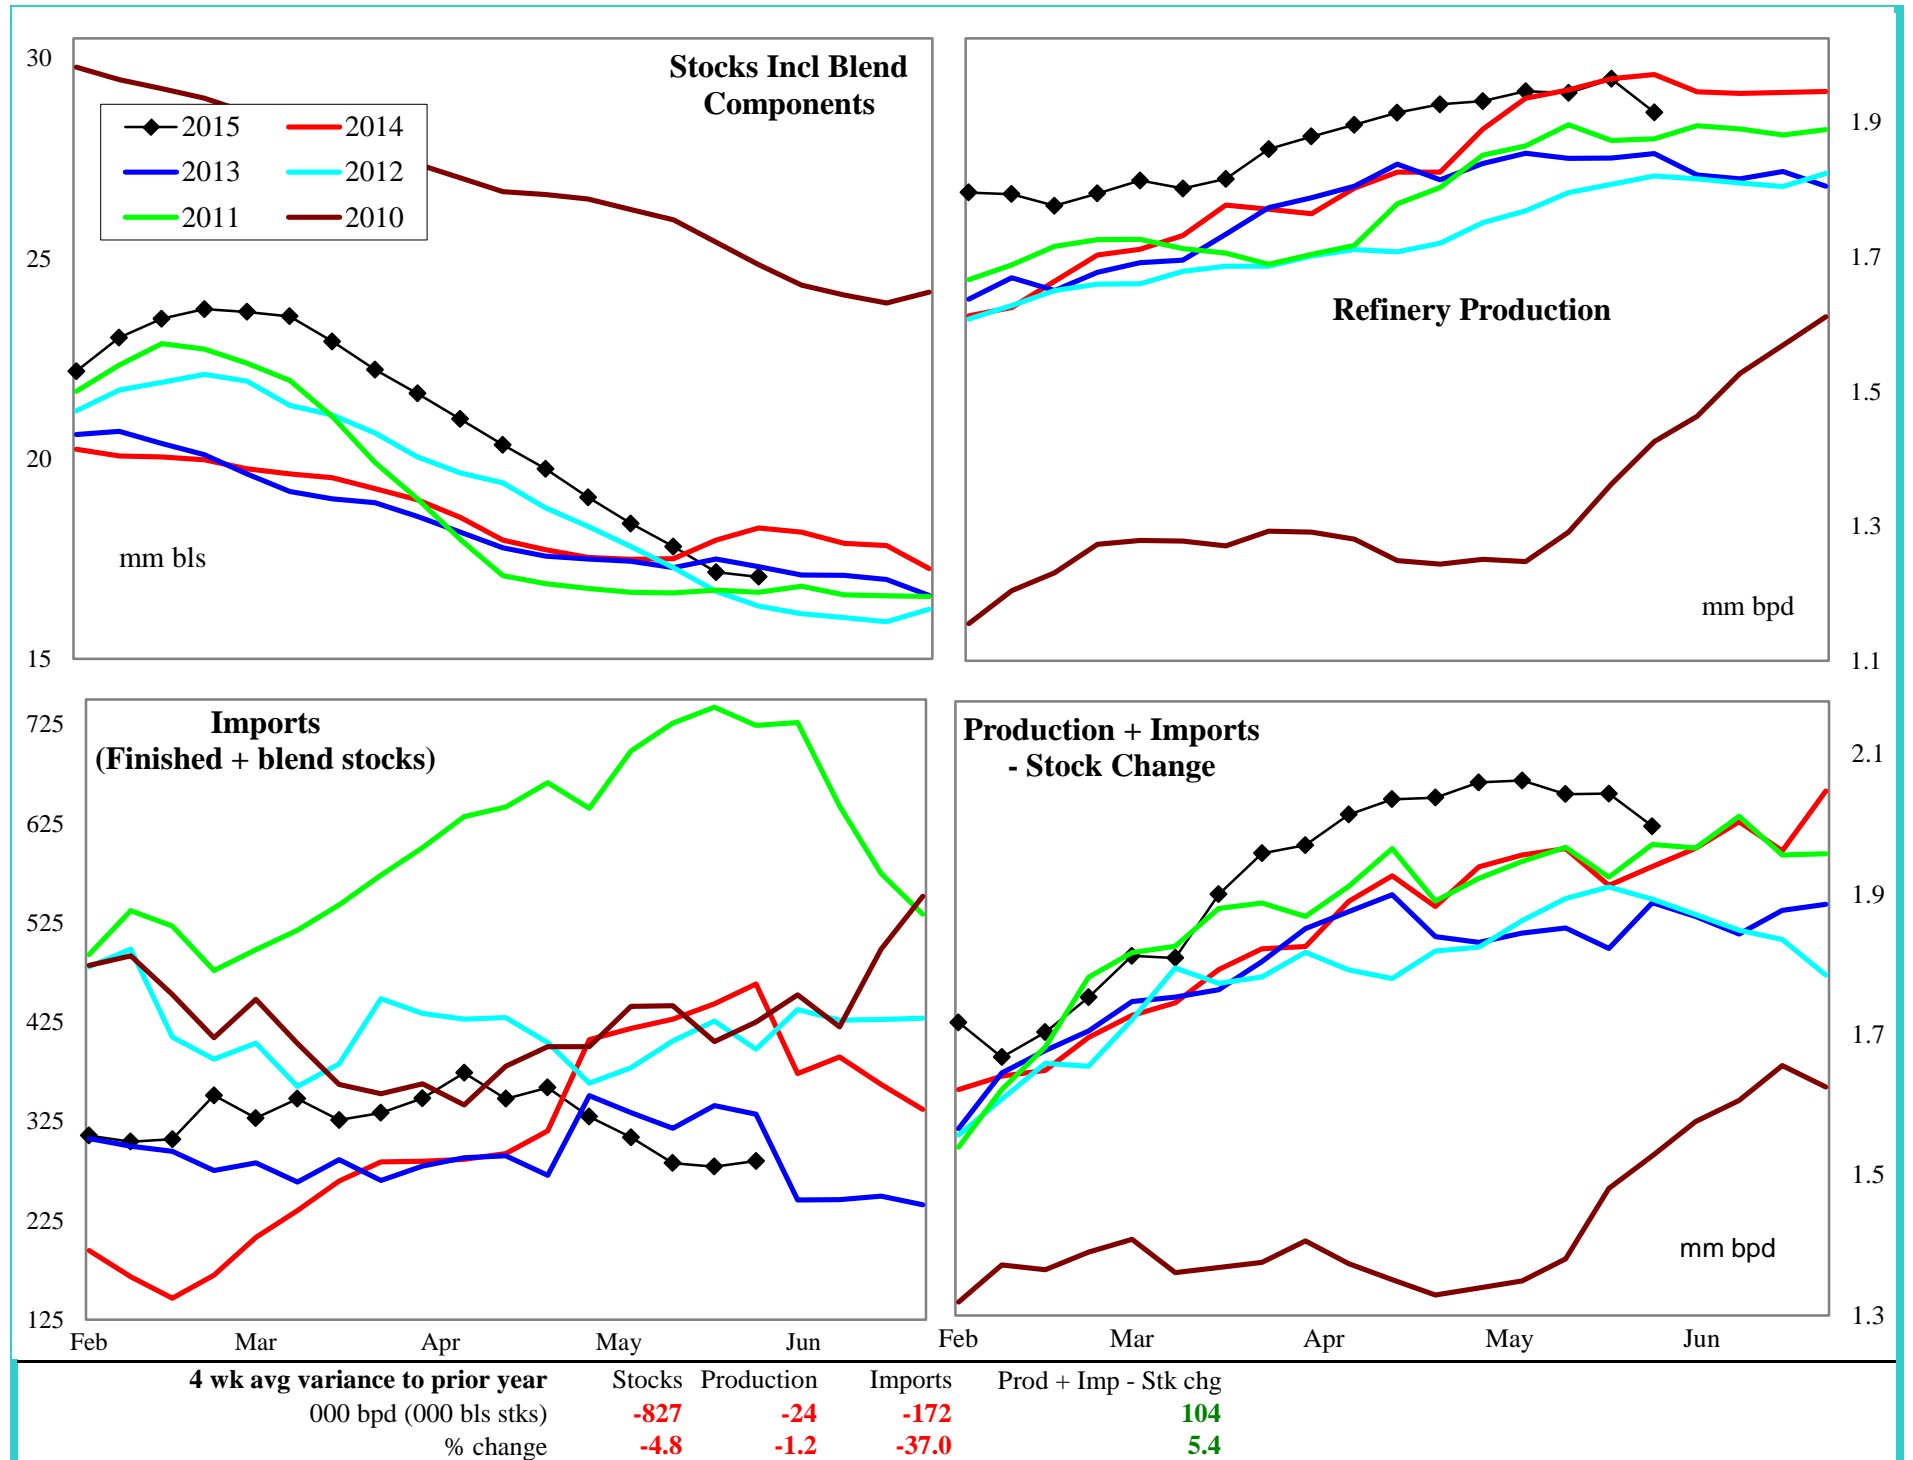 Stocks Incl Blend
Components
30
25
20
15
2015
2014
2013
2012
2011
2010
mm bls
Refinery Production
mm bpd
1.9
1.7
1.5
1.3
1.1
Imports
(Finished + blend stocks)
725
625
525
425
325
225
125
Feb Mar Apr May Jun
Production + Imports
- Stock Change
mm bpd
2.1
1.9
1.7
1.5
1.3
Feb Mar Apr May Jun
4 wk avg variance to prior year Stocks Production Imports Prod + Imp - Stk chg
000 bpd (000 bls stks) -827 -24 -172 104
% change -4.8 -1.2 -37.0 5.4